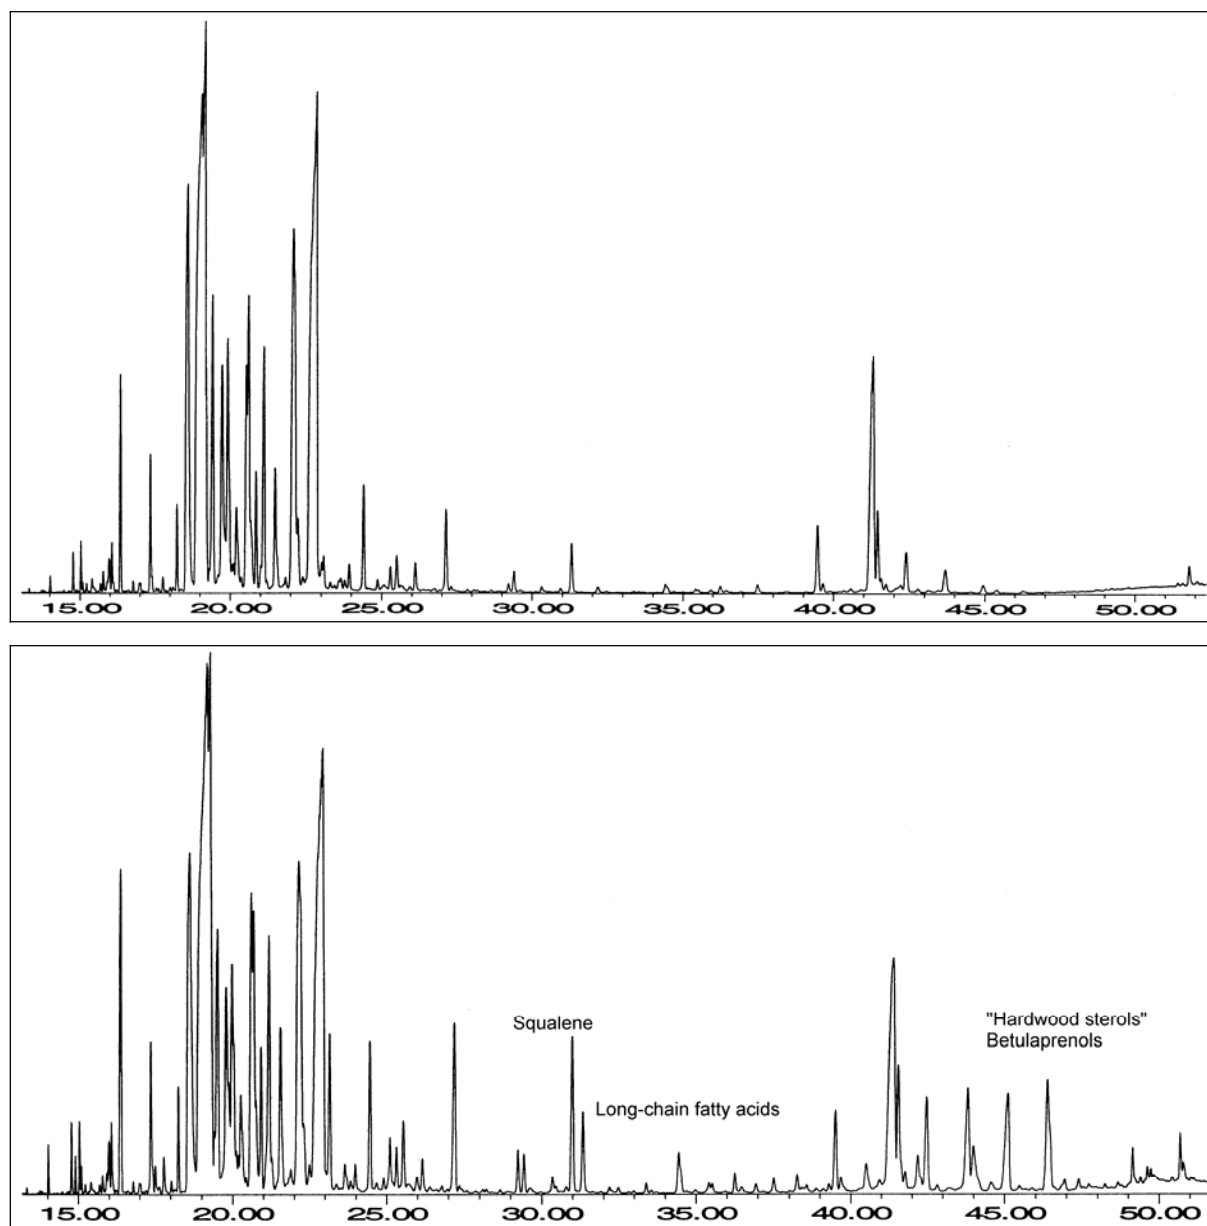 15.00 20.00 25.00 30.00 35.00 40.00 45.00 50.00
Squalene
"Hardwood sterols"
Betulaprenols
Long-chain fatty acids
15.00 20.00 25.00 30.00 35.00 40.00 45.00 50.00